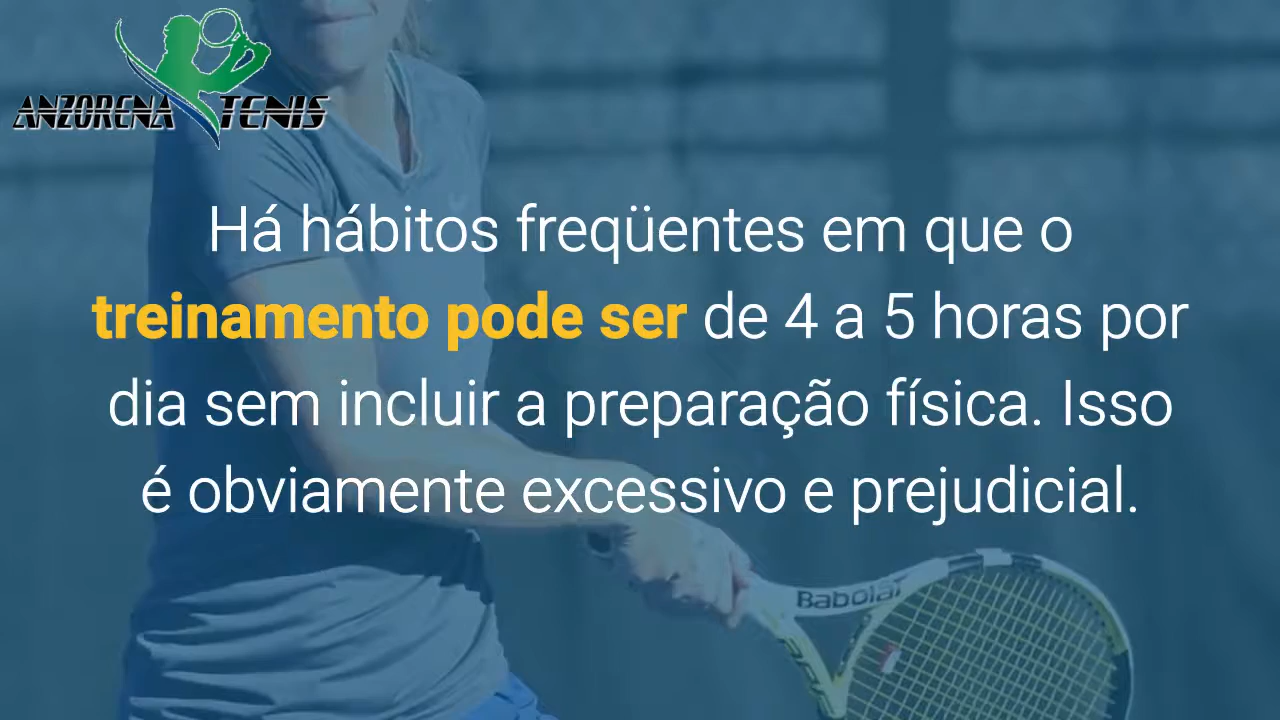 ANZORENA TENIS
Há hábitos freqüentes em que o
treinamento pode ser de 4 a 5 horas por
dia sem incluir a preparação física. Isso
é obviamente excessivo e prejudicial.
Babolat